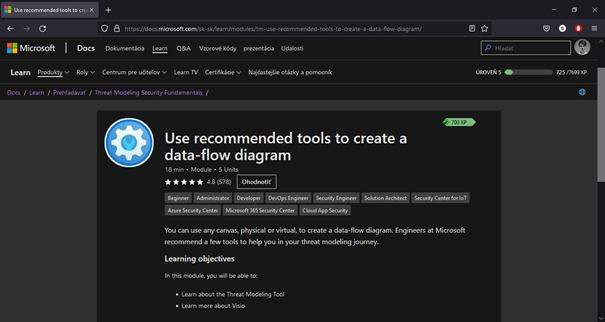 Use recommended tools to cre
https://docs.microsoft.com/sk-sk/learn/modules/tm-use-recommended-tools-to-create-a-data-flow-diagram/
Microsoft Docs Dokumentácia Learn Q&A Vzorové kódy prezentácia Udalosti Hľadať
Learn Produkty Roly Centrum pre učiteľov Learn TV Certifikácie Najčastejšie otázky a pomocník ÚROVEŇ 5 725 /7699 XP
Docs / Learn / Prehľadávať / Threat Modeling Security Fundamentals /
700 XP
Use recommended tools to create a
data-flow diagram
18 min • Module • 5 Units
4.8 (578) Ohodnotiť
Beginner Administrator Developer DevOps Engineer Security Engineer Solution Architect Security Center for IoT
Azure Security Center Microsoft 365 Security Center Cloud App Security
You can use any canvas, physical or virtual, to create a data-flow diagram. Engineers at Microsoft
recommend a few tools to help you in your threat modeling journey.
Learning objectives
In this module, you will be able to:
• Learn about the Threat Modeling Tool
• Learn more about Visio